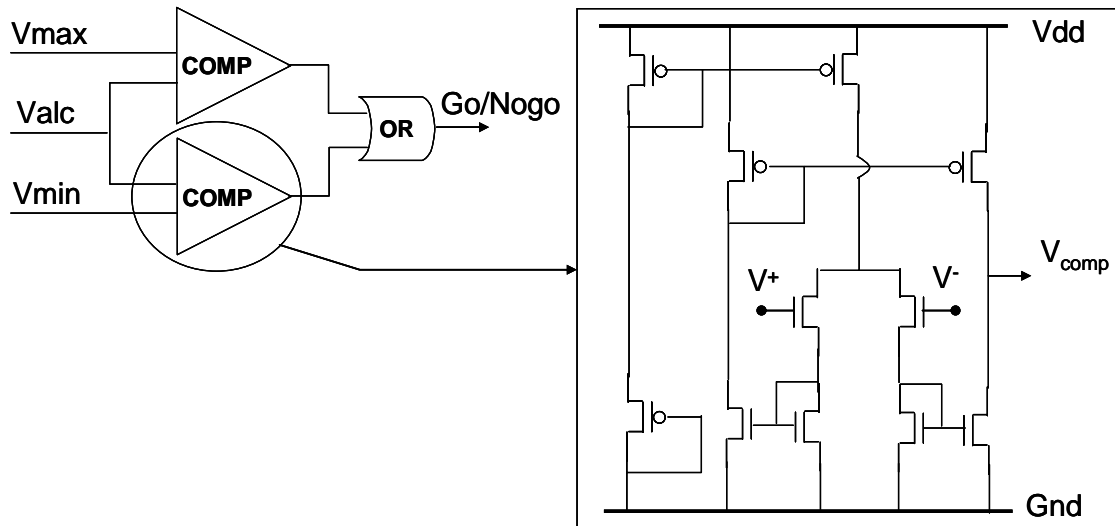 Vmax
COMP
Valc
Go/Nogo
OR
Vmin
COMP
Vdd
V+
V-
Vcomp
Gnd